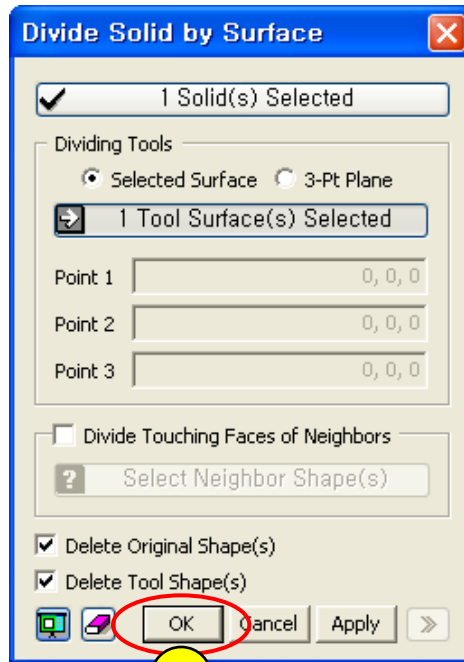 Divide Solid by Surface
1 Solid(s) Selected
Dividing Tools
Selected Surface 3-Pt Plane
1 Tool Surface(s) Selected
Point 1 0, 0, 0
Point 2 0, 0, 0
Point 3 0, 0, 0
Divide Touching Faces of Neighbors
? Select Neighbor Shape(s)
Delete Original Shape(s)
Delete Tool Shape(s)
OK Cancel Apply >>